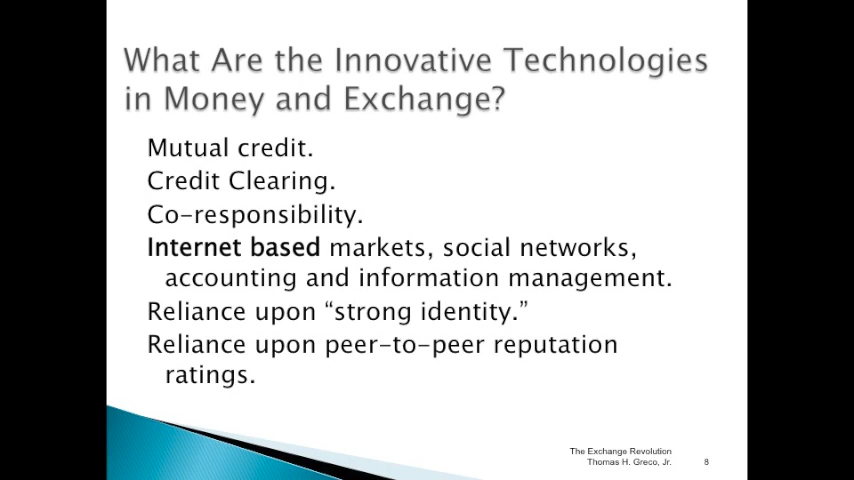 What Are the Innovative Technologies
in Money and Exchange?
Mutual credit.
Credit Clearing.
Co-responsibility.
Internet based markets, social networks,
accounting and information management.
Reliance upon “strong identity.”
Reliance upon peer-to-peer reputation
ratings.
The Exchange Revolution
Thomas H. Greco, Jr.
8